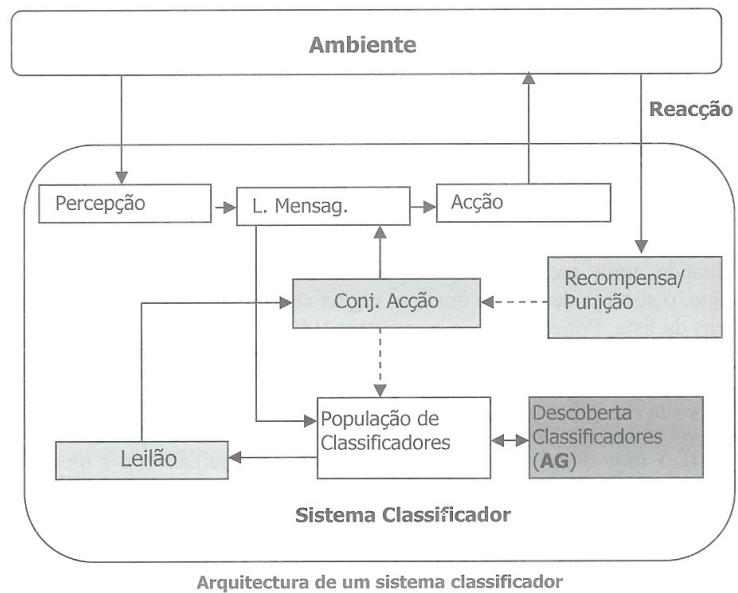 Ambiente
Reacção
Percepção
L. Mensag.
Acção
Recompensa/
Punição
Conj. Acção
População de
Classificadores
Descoberta
Classificadores
(AG)
Leilão
Sistema Classificador
Arquitectura de um sistema classificador